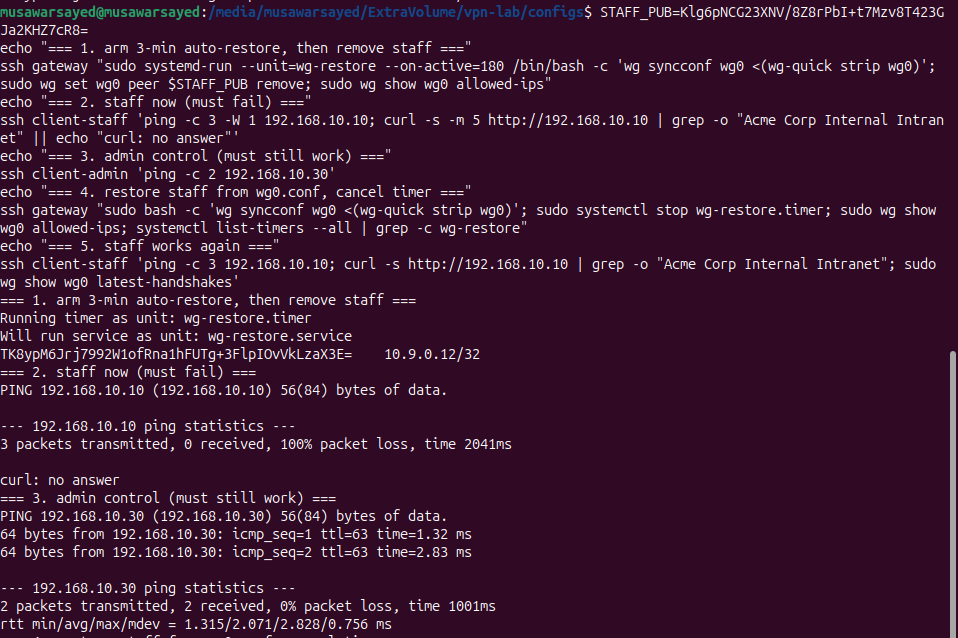 musawarsayed@musawarsayed:/media/musawarsayed/ExtraVolume/vpn-lab/configs$ STAFF_PUB=Klg6pNCG23XNV/8Z8rPbI+t7Mzv8T423G
Ja2KHZ7cR8=
echo "=== 1. arm 3-min auto-restore, then remove staff ==="
ssh gateway "sudo systemd-run --unit=wg-restore --on-active=180 /bin/bash -c 'wg syncconf wg0 <(wg-quick strip wg0)';
sudo wg set wg0 peer $STAFF_PUB remove; sudo wg show wg0 allowed-ips"
echo "=== 2. staff now (must fail) ==="
ssh client-staff 'ping -c 3 -W 1 192.168.10.10; curl -s -m 5 http://192.168.10.10 | grep -o "Acme Corp Internal Intran
et" || echo "curl: no answer"'
echo "=== 3. admin control (must still work) ==="
ssh client-admin 'ping -c 2 192.168.10.30'
echo "=== 4. restore staff from wg0.conf, cancel timer ==="
ssh gateway "sudo bash -c 'wg syncconf wg0 <(wg-quick strip wg0)'; sudo systemctl stop wg-restore.timer; sudo wg show
wg0 allowed-ips; systemctl list-timers --all | grep -c wg-restore"
echo "=== 5. staff works again ==="
ssh client-staff 'ping -c 3 192.168.10.10; curl -s http://192.168.10.10 | grep -o "Acme Corp Internal Intranet"; sudo
wg show wg0 latest-handshakes'
=== 1. arm 3-min auto-restore, then remove staff ===
Running timer as unit: wg-restore.timer
Will run service as unit: wg-restore.service
TK8ypM6Jrj7992W1ofRna1hFUTg+3FlpIOvVkLzaX3E=    10.9.0.12/32
=== 2. staff now (must fail) ===
PING 192.168.10.10 (192.168.10.10) 56(84) bytes of data.

--- 192.168.10.10 ping statistics ---
3 packets transmitted, 0 received, 100% packet loss, time 2041ms

curl: no answer
=== 3. admin control (must still work) ===
PING 192.168.10.30 (192.168.10.30) 56(84) bytes of data.
64 bytes from 192.168.10.30: icmp_seq=1 ttl=63 time=1.32 ms
64 bytes from 192.168.10.30: icmp_seq=2 ttl=63 time=2.83 ms

--- 192.168.10.30 ping statistics ---
2 packets transmitted, 2 received, 0% packet loss, time 1001ms
rtt min/avg/max/mdev = 1.315/2.071/2.828/0.756 ms